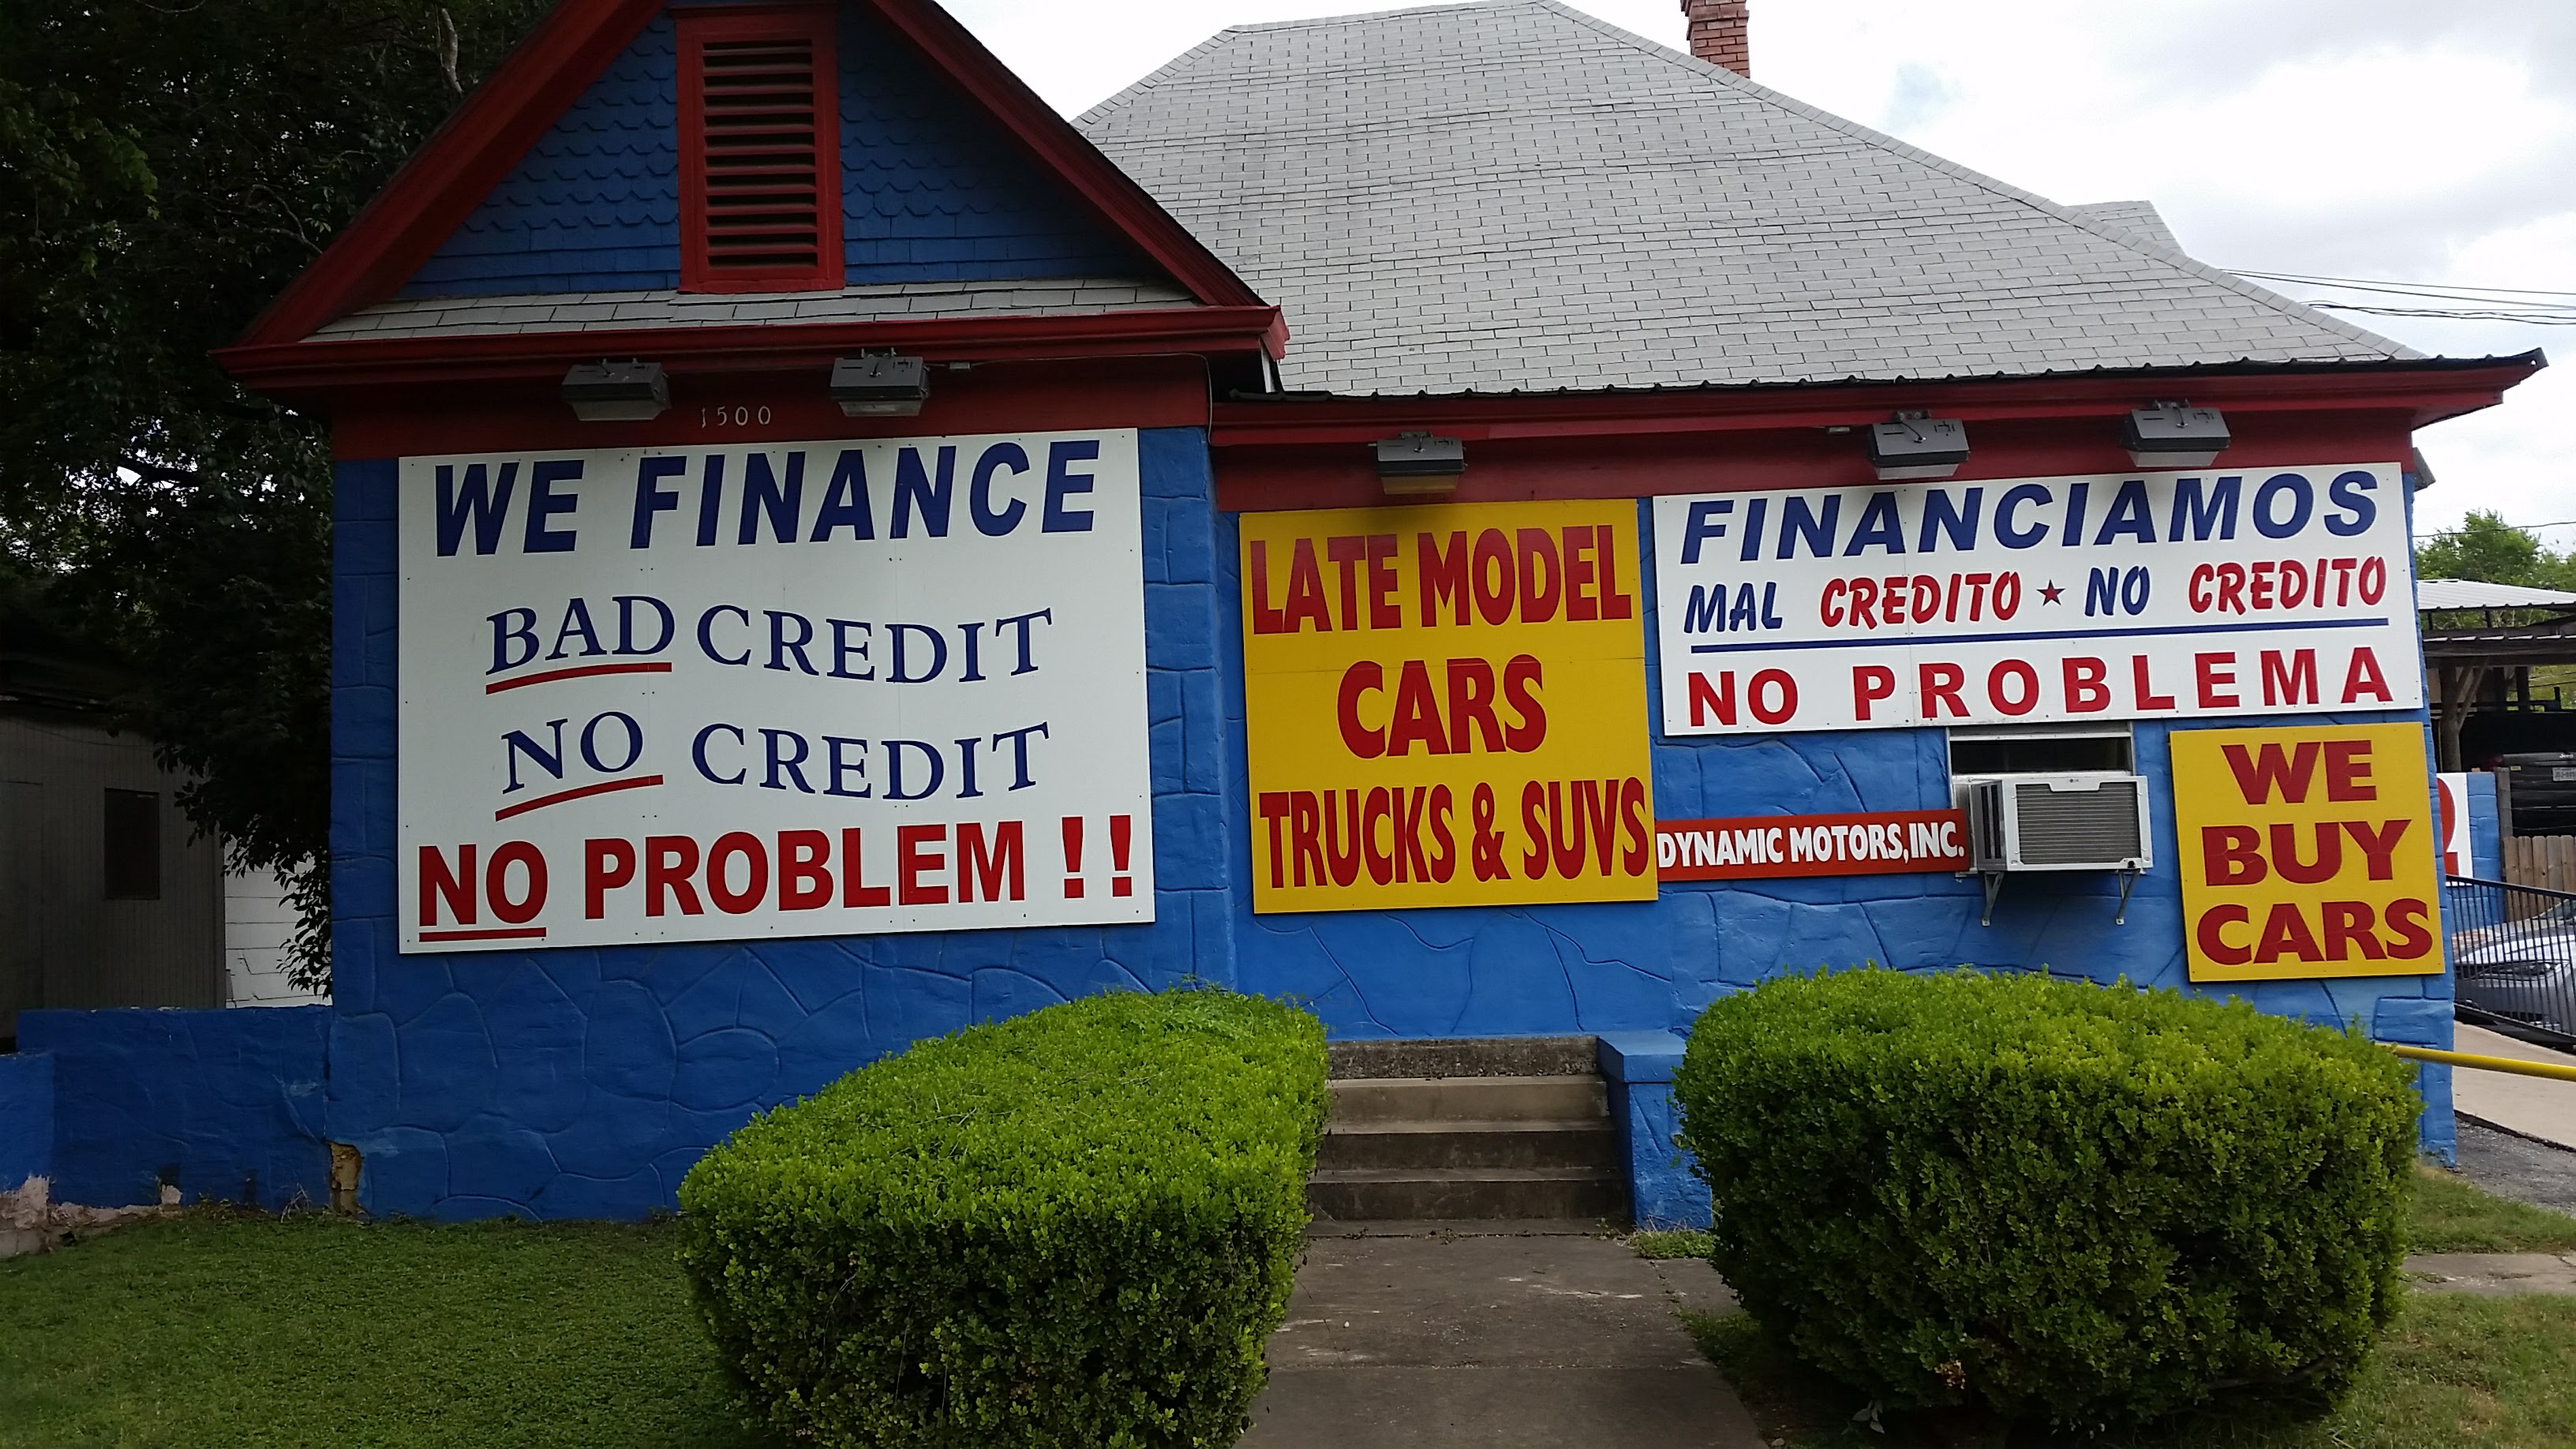 1500
WE FINANCE
BAD CREDIT
NO CREDIT
NO PROBLEM !!
LATE MODEL
CARS
TRUCKS & SUVS
FINANCIAMOS
MAL CREDITO ★ NO CREDITO
NO PROBLEMA
DYNAMIC MOTORS, INC.
WE
BUY
CARS